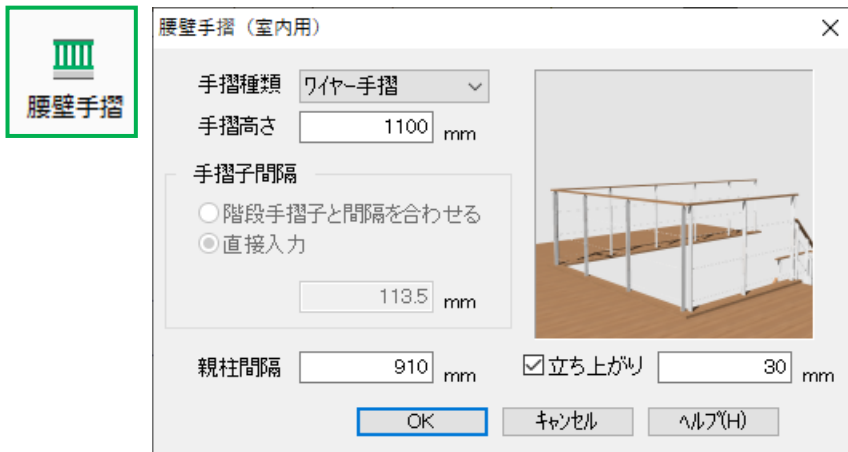 腰壁手摺
腰壁手摺（室内用）
手摺種類 ワイヤー手摺
手摺高さ 1100 mm
手摺子間隔
階段手摺子と間隔を合わせる
直接入力
113.5 mm
親柱間隔 910 mm
立ち上がり 30 mm
OK キャンセル ヘルプ(H)